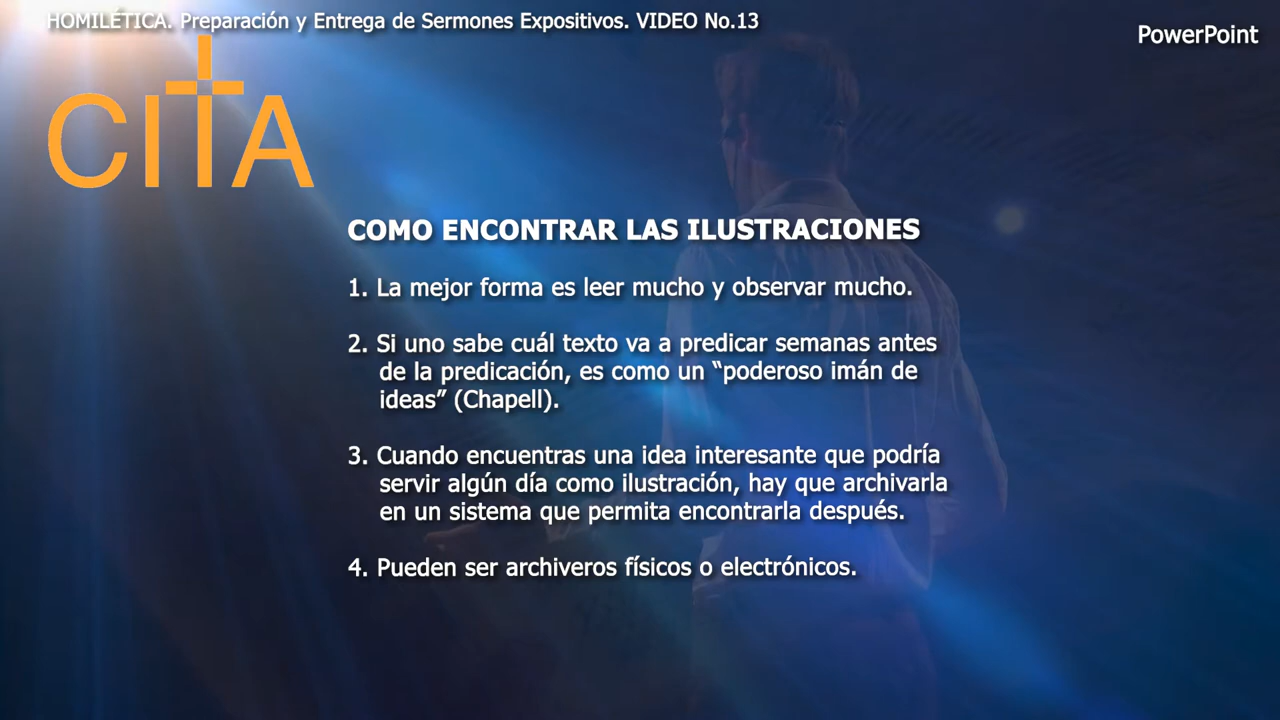 HOMILÉTICA. Preparación y Entrega de Sermones Expositivos. VIDEO No.13
PowerPoint
CITA
COMO ENCONTRAR LAS ILUSTRACIONES
1. La mejor forma es leer mucho y observar mucho.
2. Si uno sabe cuál texto va a predicar semanas antes
de la predicación, es como un “poderoso imán de
ideas” (Chapell).
3. Cuando encuentras una idea interesante que podría
servir algún día como ilustración, hay que archivarla
en un sistema que permita encontrarla después.
4. Pueden ser archiveros físicos o electrónicos.